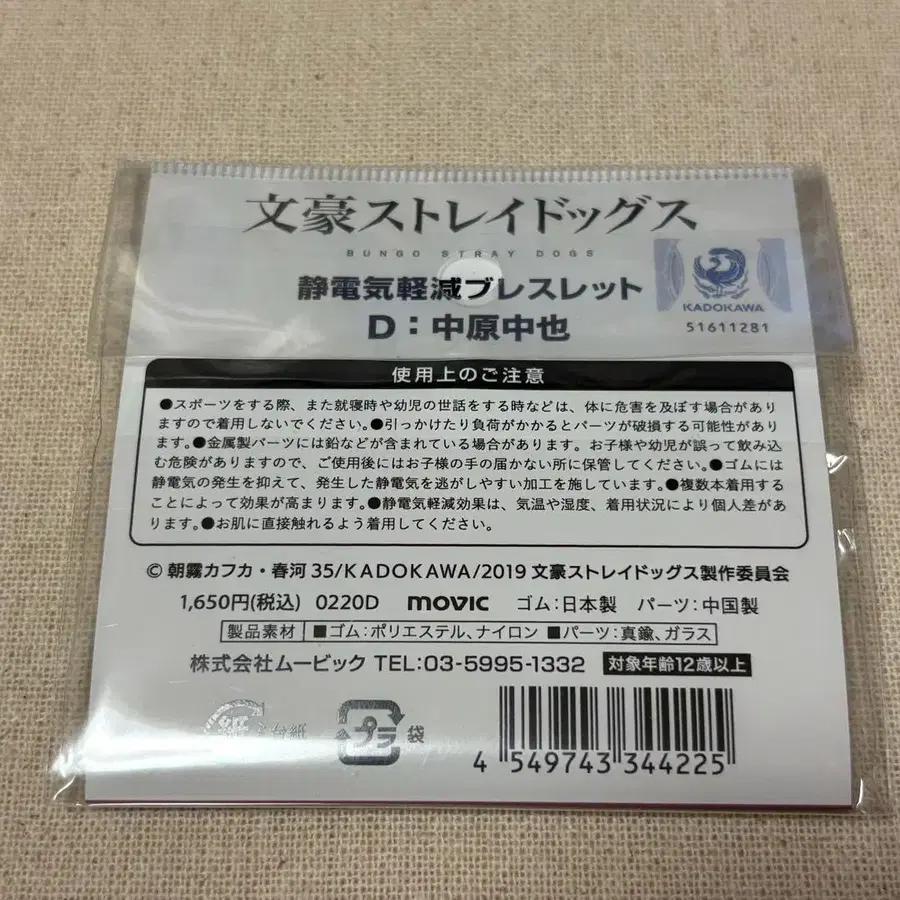 文豪ストレイドッグス
BUNGO STRAY DOGS
静電気軽減ブレスレット
D：中原中也
KADOKAWA
51611281
使用上のご注意
●スポーツをする際、また就寝時や幼児の世話をする時などは、体に危害を及ぼす場合があり
ますので着用しないでください。●引っかけたり負荷がかかるとパーツが破損する可能性があり
ます。●金属製パーツには鉛などが含まれている場合があります。お子様や幼児が誤って飲み込
む危険がありますので、ご使用後にはお子様の手の届かない所に保管してください。●ゴムには
静電気の発生を抑えて、発生した静電気を逃がしやすい加工を施しています。●複数本着用する
ことによって効果が高まります。●静電気軽減効果は、気温や湿度、着用状況により個人差があ
ります。●お肌に直接触れるよう着用してください。
© 朝霧カフカ・春河35/KADOKAWA/2019 文豪ストレイドッグス製作委員会
1,650円(税込) 0220D movic ゴム：日本製 パーツ：中国製
製品素材 ■ゴム：ポリエステル、ナイロン ■パーツ：真鍮、ガラス
株式会社ムービック TEL:03-5995-1332 対象年齢12歳以上
紙 台紙 プラ 袋
4 549743 344225